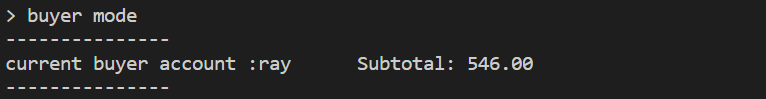 > buyer mode
---------------
current buyer account :ray      Subtotal: 546.00
---------------